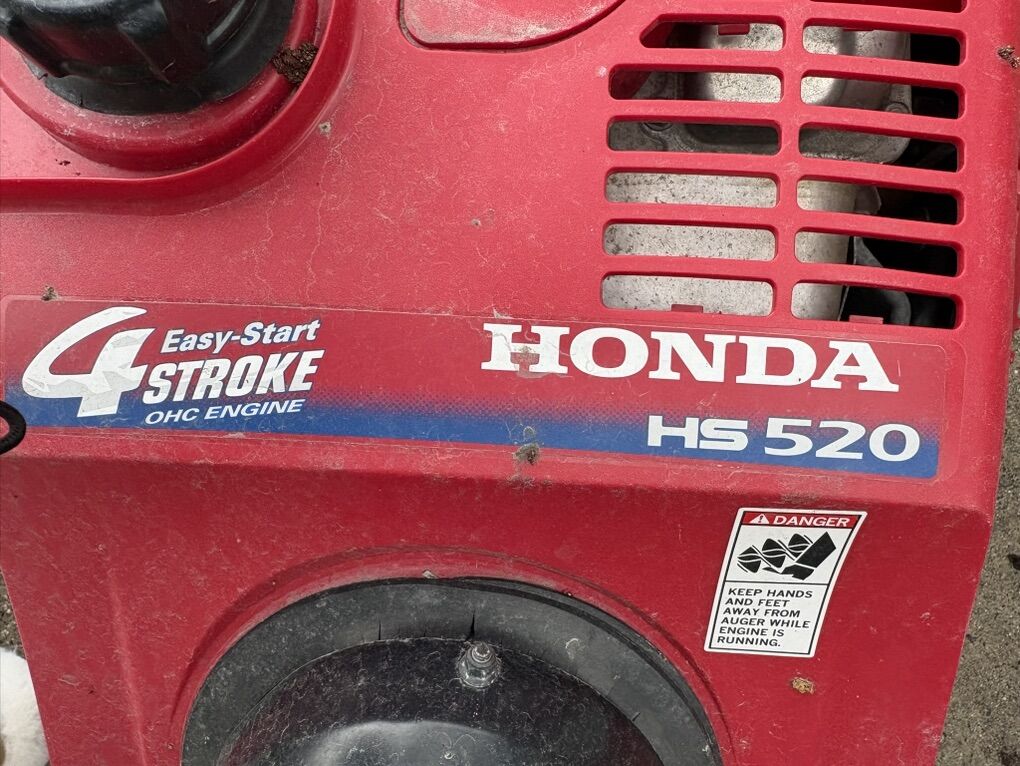 4 Easy-Start
STROKE
OHC ENGINE
HONDA
HS 520
DANGER
KEEP HANDS
AND FEET
AWAY FROM
AUGER WHILE
ENGINE IS
RUNNING.